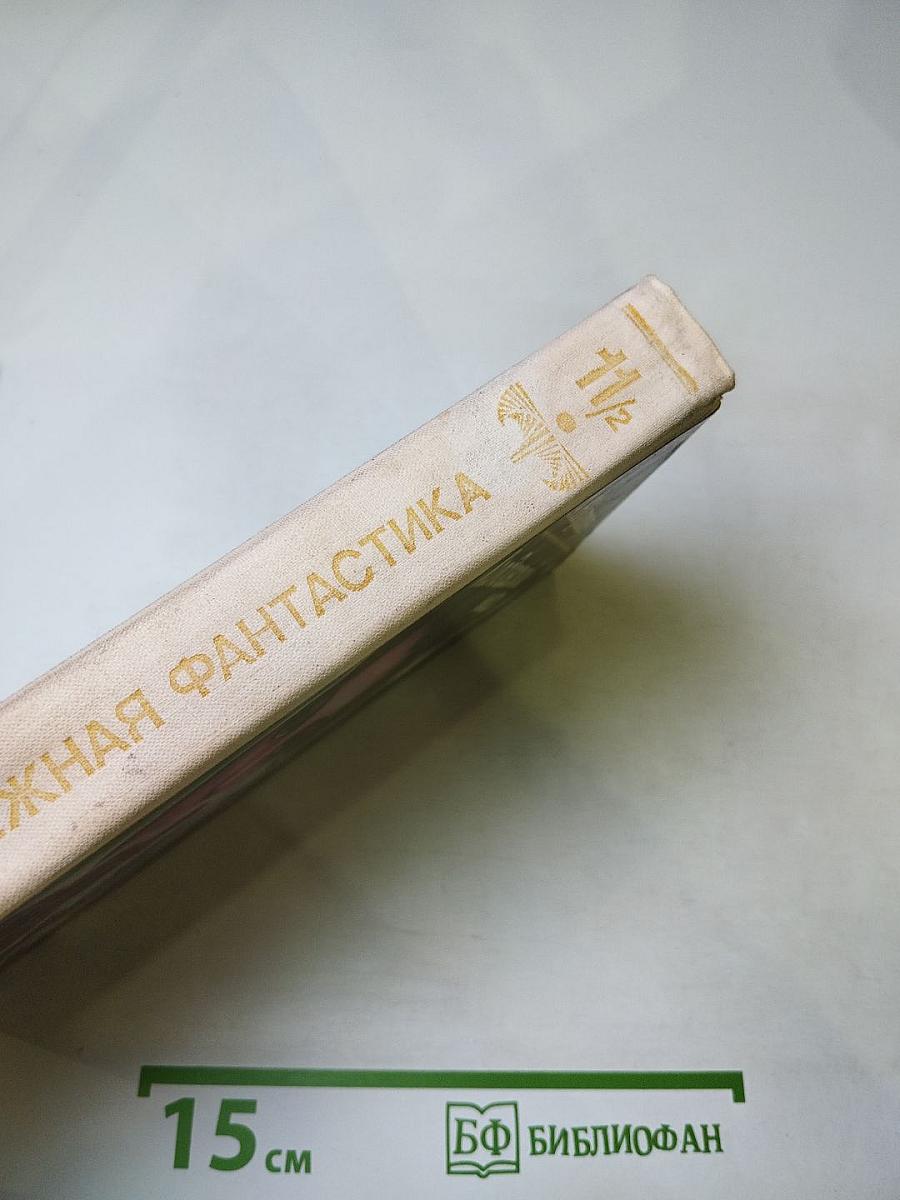 ЖНАЯ ФАНТАСТИКА
11/2
15 см
БФ БИБЛИОФАН